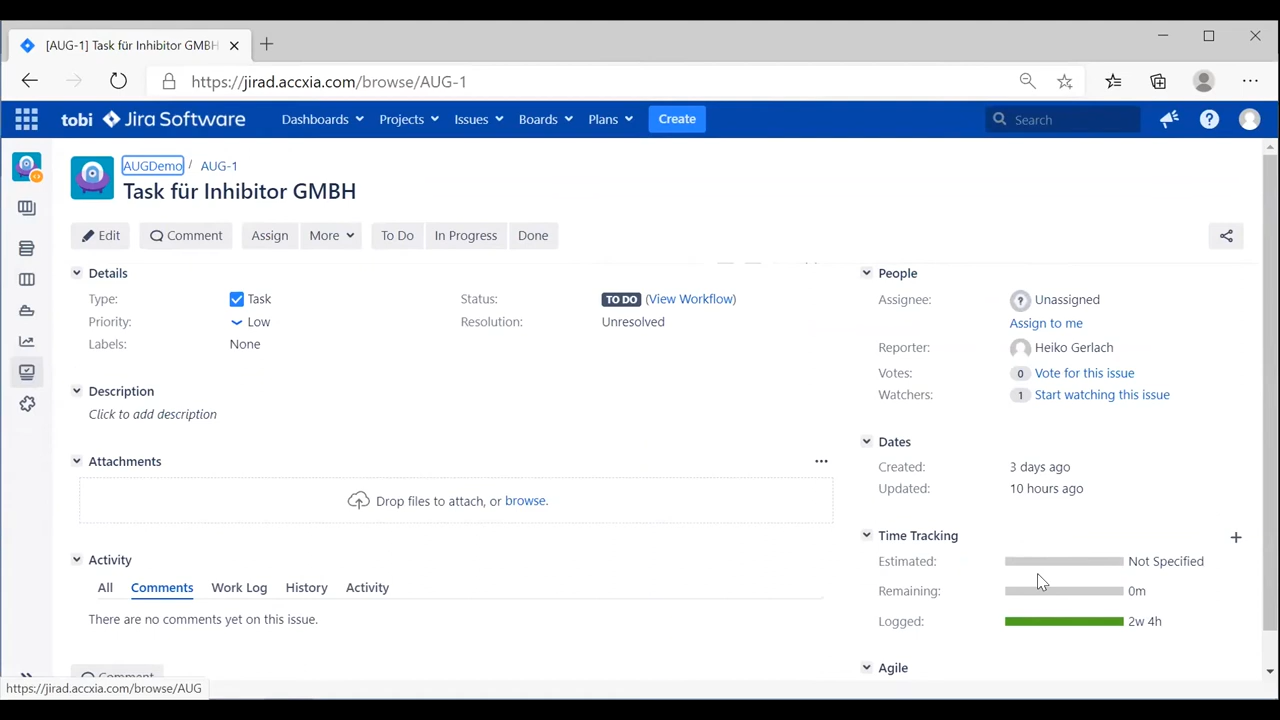 [AUG-1] Task für Inhibitor GMBH
https://jirad.accxia.com/browse/AUG-1
tobi Jira Software Dashboards Projects Issues Boards Plans Create Search
AUGDemo / AUG-1
Task für Inhibitor GMBH
Edit Comment Assign More To Do In Progress Done
Details
Type: Task Status: TO DO (View Workflow)
Priority: Low Resolution: Unresolved
Labels: None
Description
Click to add description
Attachments
Drop files to attach, or browse.
Activity
All Comments Work Log History Activity
There are no comments yet on this issue.
Comment
People
Assignee: ? Unassigned
Assign to me
Reporter: Heiko Gerlach
Votes: 0 Vote for this issue
Watchers: 1 Start watching this issue
Dates
Created: 3 days ago
Updated: 10 hours ago
Time Tracking
Estimated: Not Specified
Remaining: 0m
Logged: 2w 4h
Agile
https://jirad.accxia.com/browse/AUG